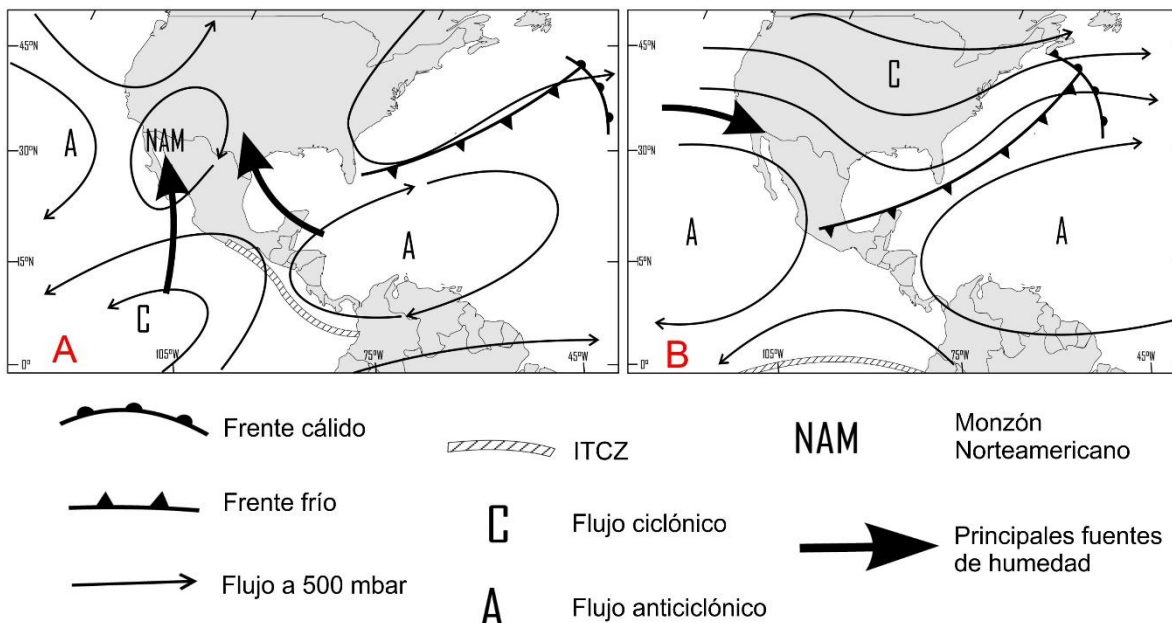 45ºN
30ºN
15ºN
0º
105ºW
75ºW
45ºW
A
NAM
A
C
A
45ºN
30ºN
15ºN
0º
105ºW
75ºW
45ºW
C
A
A
B
Frente cálido
Frente frío
Flujo a 500 mbar
ITCZ
C Flujo ciclónico
A Flujo anticiclónico
NAM Monzón
Norteamericano
Principales fuentes
de humedad